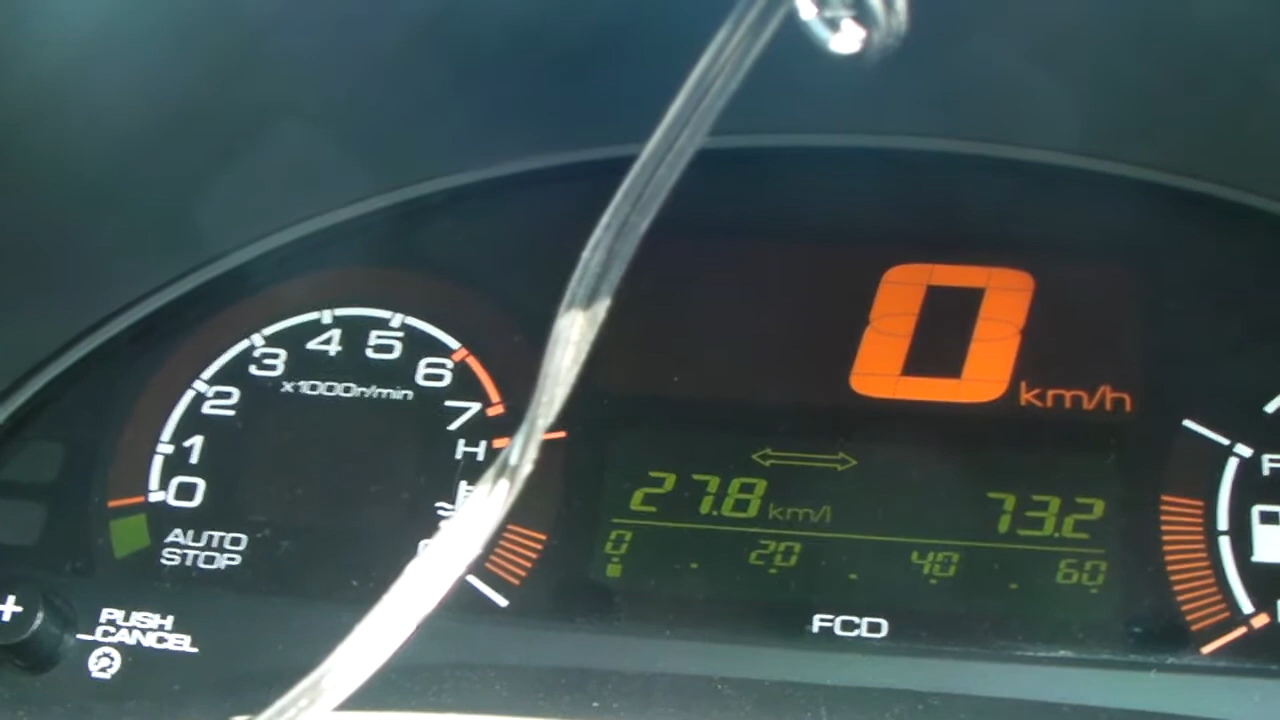 0 km/h
0 1 2 3 4 5 6 7
x1000r/min
H
AUTO
STOP
27.8 km/l 73.2
0 20 40 60
FCD
+
PUSH
CANCEL